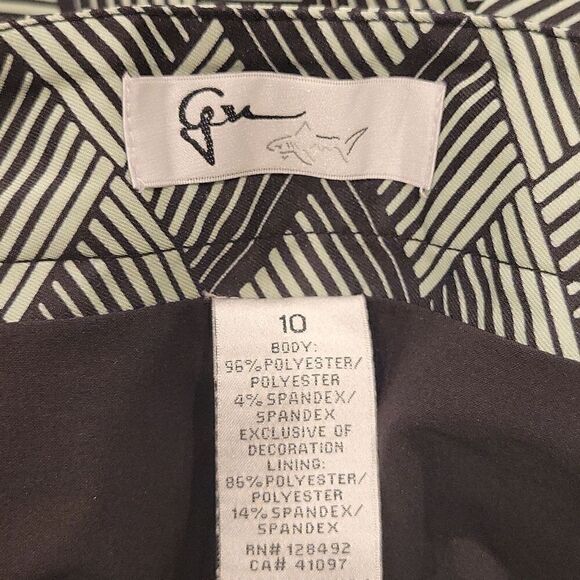 10
BODY:
96% POLYESTER/
POLYESTER
4% SPANDEX/
SPANDEX
EXCLUSIVE OF
DECORATION
LINING:
86% POLYESTER/
POLYESTER
14% SPANDEX/
SPANDEX
RN# 128492
CA# 41097